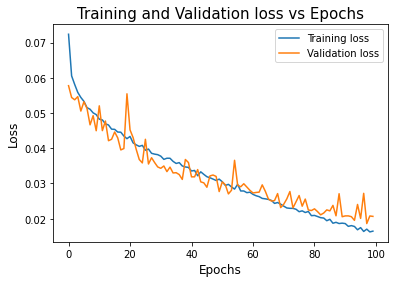 Training and Validation loss vs Epochs
Training loss
Validation loss
Loss
0.07
0.06
0.05
0.04
0.03
0.02
0 20 40 60 80 100
Epochs